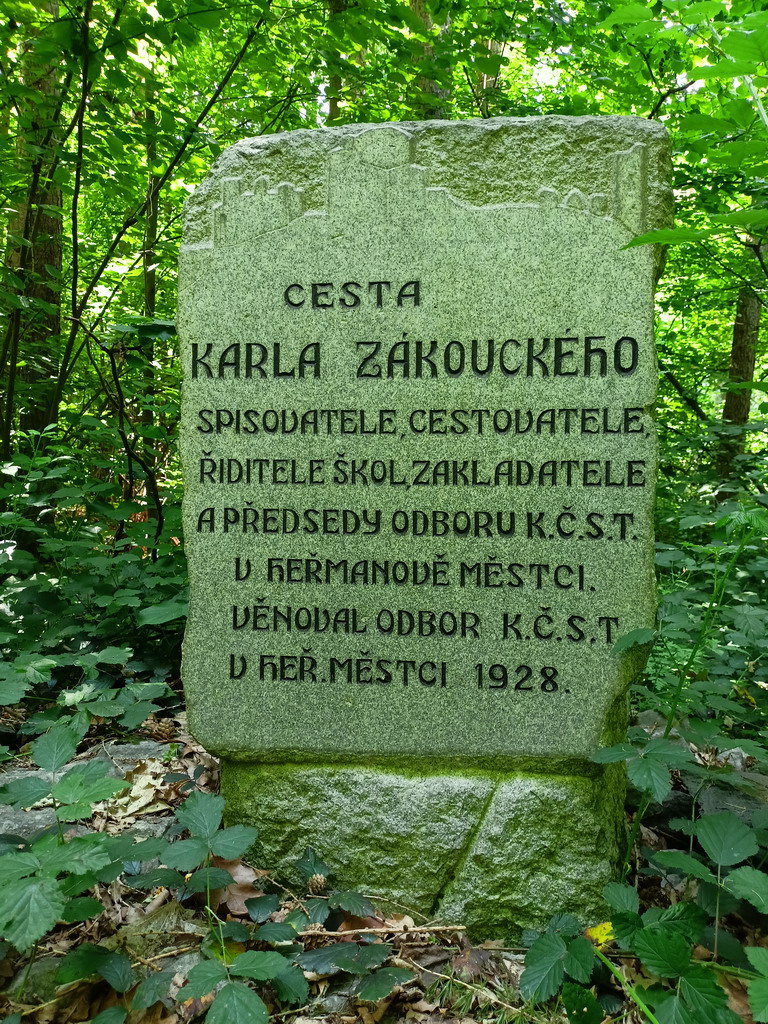 CESTA
KARLA ZÁKOUCKÉHO
SPISOVATELE, CESTOVATELE,
ŘIDITELE ŠKOL, ZAKLADATELE
A PŘEDSEDY ODBORU K.Č.S.T.
V HEŘMANOVĚ MĚSTCI.
VĚNOVAL ODBOR K.Č.S.T
V HEŘ. MĚSTCI 1928.